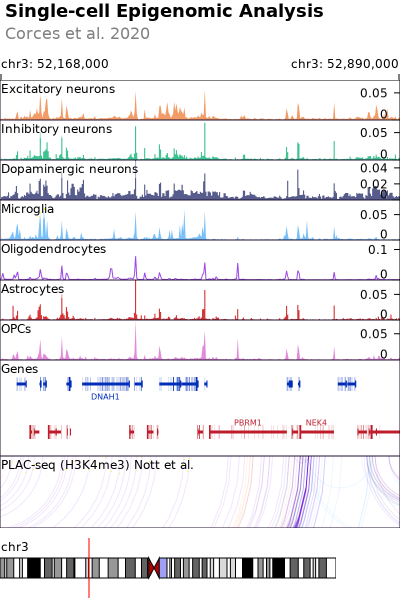 Single-cell Epigenomic Analysis
Corces et al. 2020
chr3: 52,168,000 chr3: 52,890,000
Excitatory neurons 0.05
0
Inhibitory neurons 0.05
0
Dopaminergic neurons 0.04
0.02
0
Microglia 0.05
0
Oligodendrocytes 0.1
0
Astrocytes 0.05
0
OPCs 0.05
0
Genes
DNAH1
PBRM1 NEK4
PLAC-seq (H3K4me3) Nott et al.
chr3